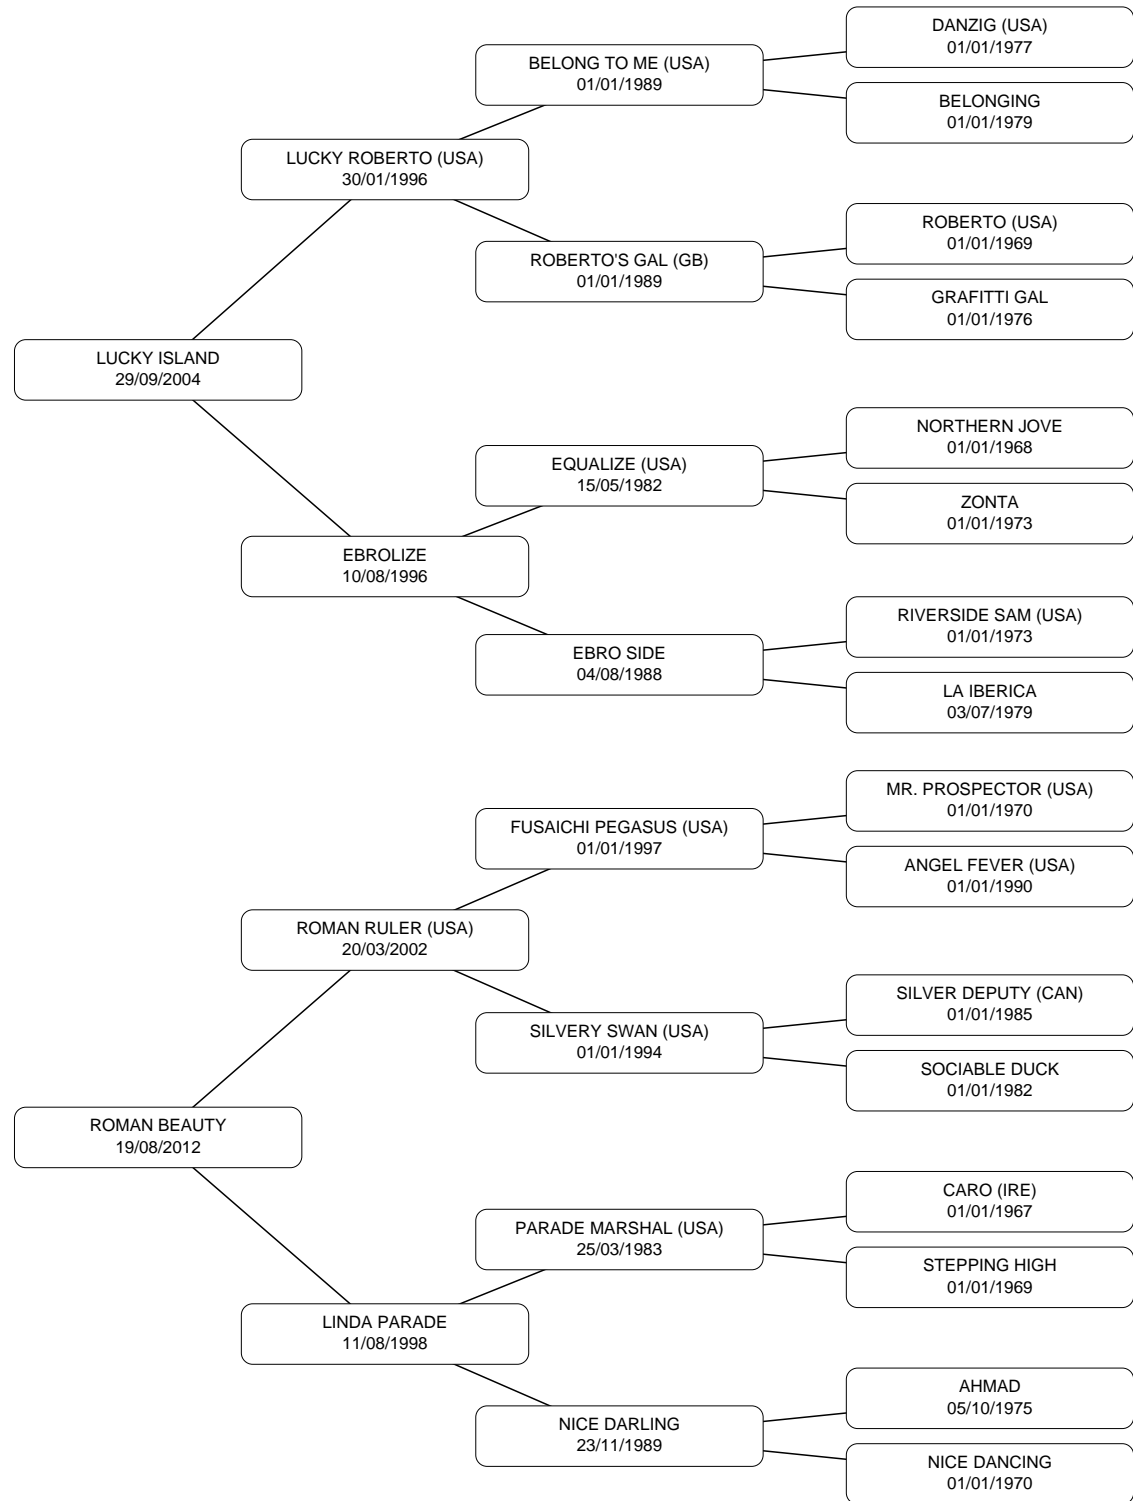 DANZIG (USA)
01/01/1977
BELONG TO ME (USA)
01/01/1989
BELONGING
01/01/1979
LUCKY ROBERTO (USA)
30/01/1996
ROBERTO (USA)
01/01/1969
ROBERTO'S GAL (GB)
01/01/1989
GRAFITTI GAL
01/01/1976
LUCKY ISLAND
29/09/2004
NORTHERN JOVE
01/01/1968
EQUALIZE (USA)
15/05/1982
ZONTA
01/01/1973
EBROLIZE
10/08/1996
RIVERSIDE SAM (USA)
01/01/1973
EBRO SIDE
04/08/1988
LA IBERICA
03/07/1979
MR. PROSPECTOR (USA)
01/01/1970
FUSAICHI PEGASUS (USA)
01/01/1997
ANGEL FEVER (USA)
01/01/1990
ROMAN RULER (USA)
20/03/2002
SILVER DEPUTY (CAN)
01/01/1985
SILVERY SWAN (USA)
01/01/1994
SOCIABLE DUCK
01/01/1982
ROMAN BEAUTY
19/08/2012
CARO (IRE)
01/01/1967
PARADE MARSHAL (USA)
25/03/1983
STEPPING HIGH
01/01/1969
LINDA PARADE
11/08/1998
AHMAD
05/10/1975
NICE DARLING
23/11/1989
NICE DANCING
01/01/1970